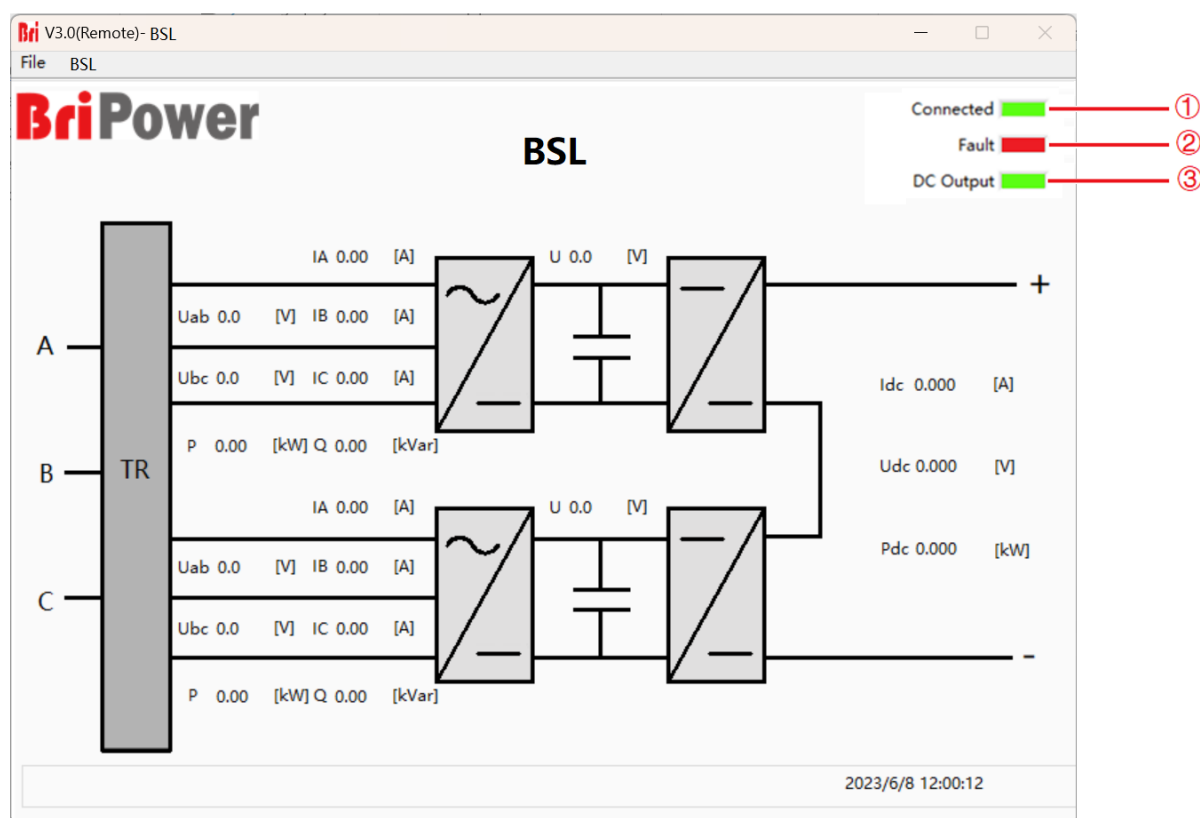 Bri V3.0(Remote)- BSL
File BSL
BriPower
BSL
Connected ①
Fault ②
DC Output ③
IA 0.00 [A] U 0.0 [V]
+
Uab 0.0 [V] IB 0.00 [A]
A
Ubc 0.0 [V] IC 0.00 [A]
Idc 0.000 [A]
P 0.00 [kW] Q 0.00 [kVar]
B TR
Udc 0.000 [V]
IA 0.00 [A] U 0.0 [V]
Pdc 0.000 [kW]
Uab 0.0 [V] IB 0.00 [A]
C
Ubc 0.0 [V] IC 0.00 [A]
-
P 0.00 [kW] Q 0.00 [kVar]
2023/6/8 12:00:12